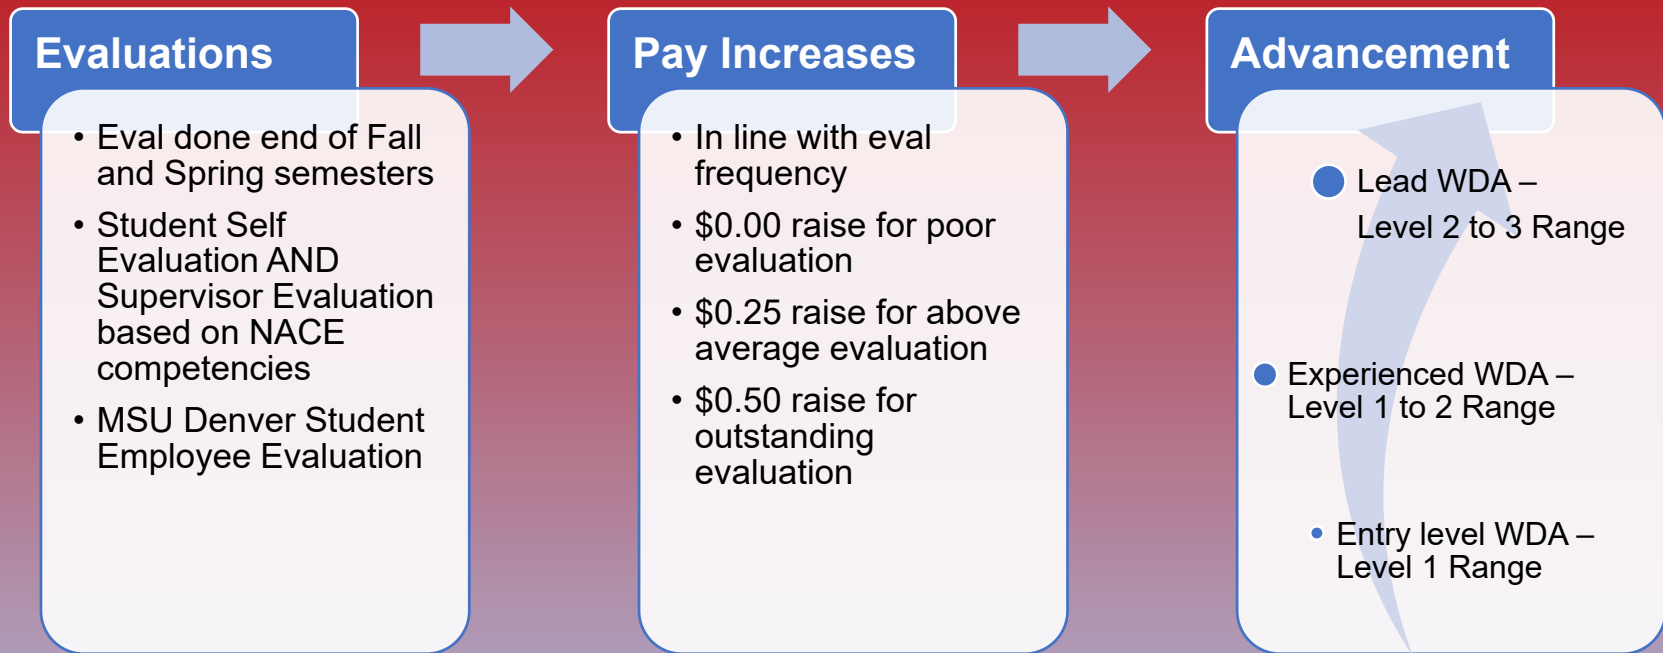 Evaluations
• Eval done end of Fall
and Spring semesters
• Student Self
Evaluation AND
Supervisor Evaluation
based on NACE
competencies
• MSU Denver Student
Employee Evaluation
Pay Increases
• In line with eval
frequency
• $0.00 raise for poor
evaluation
• $0.25 raise for above
average evaluation
• $0.50 raise for
outstanding
evaluation
Advancement
Lead WDA –
Level 2 to 3 Range
Experienced WDA –
Level 1 to 2 Range
Entry level WDA –
Level 1 Range